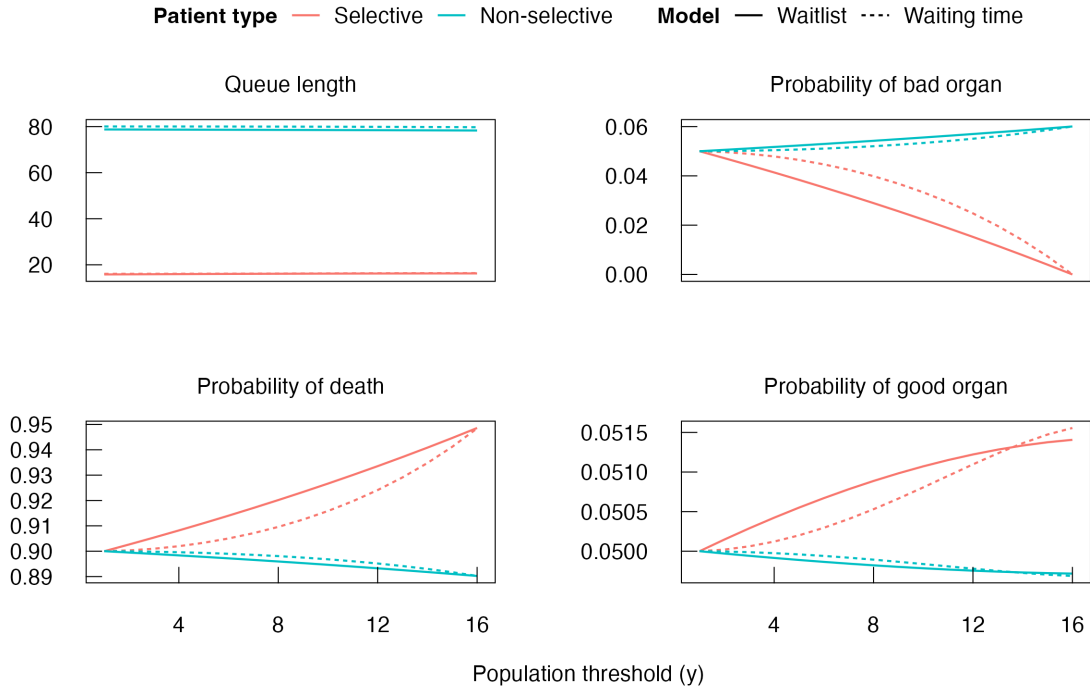 Patient type Selective Non-selective Model Waitlist Waiting time
Queue length
80
60
40
20
Probability of bad organ
0.06
0.04
0.02
0.00
Probability of death
0.95
0.94
0.93
0.92
0.91
0.90
0.89
4 8 12 16
Probability of good organ
0.0515
0.0510
0.0505
0.0500
4 8 12 16
Population threshold (y)